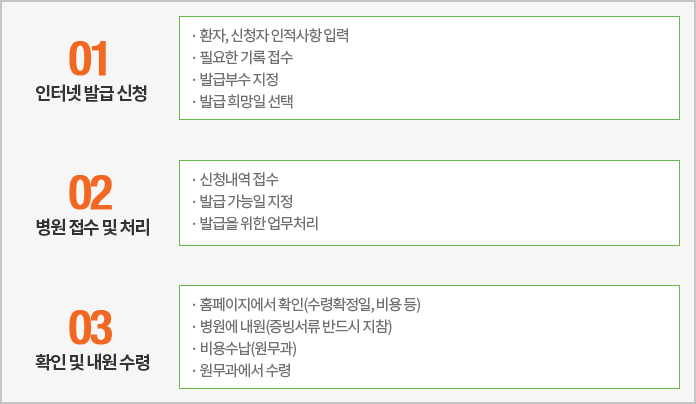 01
인터넷 발급 신청
· 환자, 신청자 인적사항 입력
· 필요한 기록 접수
· 발급부수 지정
· 발급 희망일 선택
02
병원 접수 및 처리
· 신청내역 접수
· 발급 가능일 지정
· 발급을 위한 업무처리
03
확인 및 내원 수령
· 홈페이지에서 확인(수령확정일, 비용 등)
· 병원에 내원(증빙서류 반드시 지참)
· 비용수납(원무과)
· 원무과에서 수령